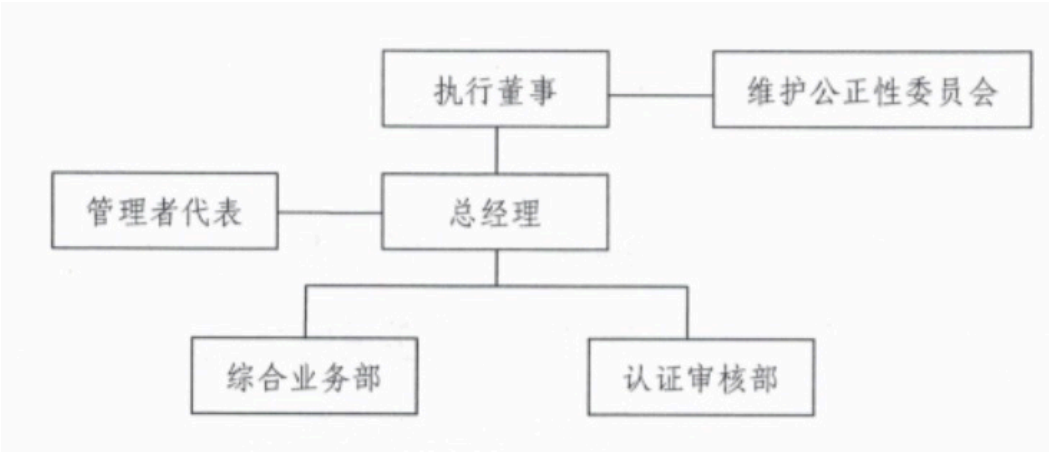 执行董事
维护公正性委员会
管理者代表
总经理
综合业务部
认证审核部